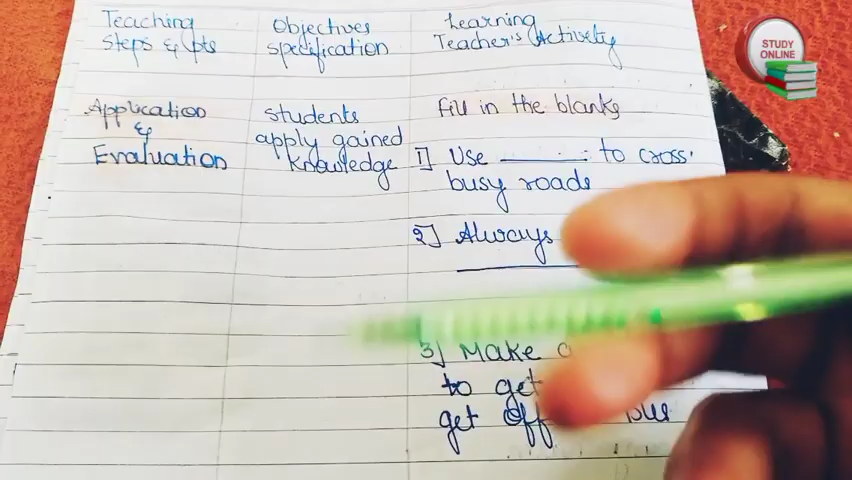 Teaching
Steps & pts
Objectives
specification
Learning
Teacher's Activity
Application
&
Evaluation
students
apply gained
knowledge
fill in the blanks
1] Use ______ to cross
busy roads
2] Always
3] Make
to get
get off
STUDY
ONLINE